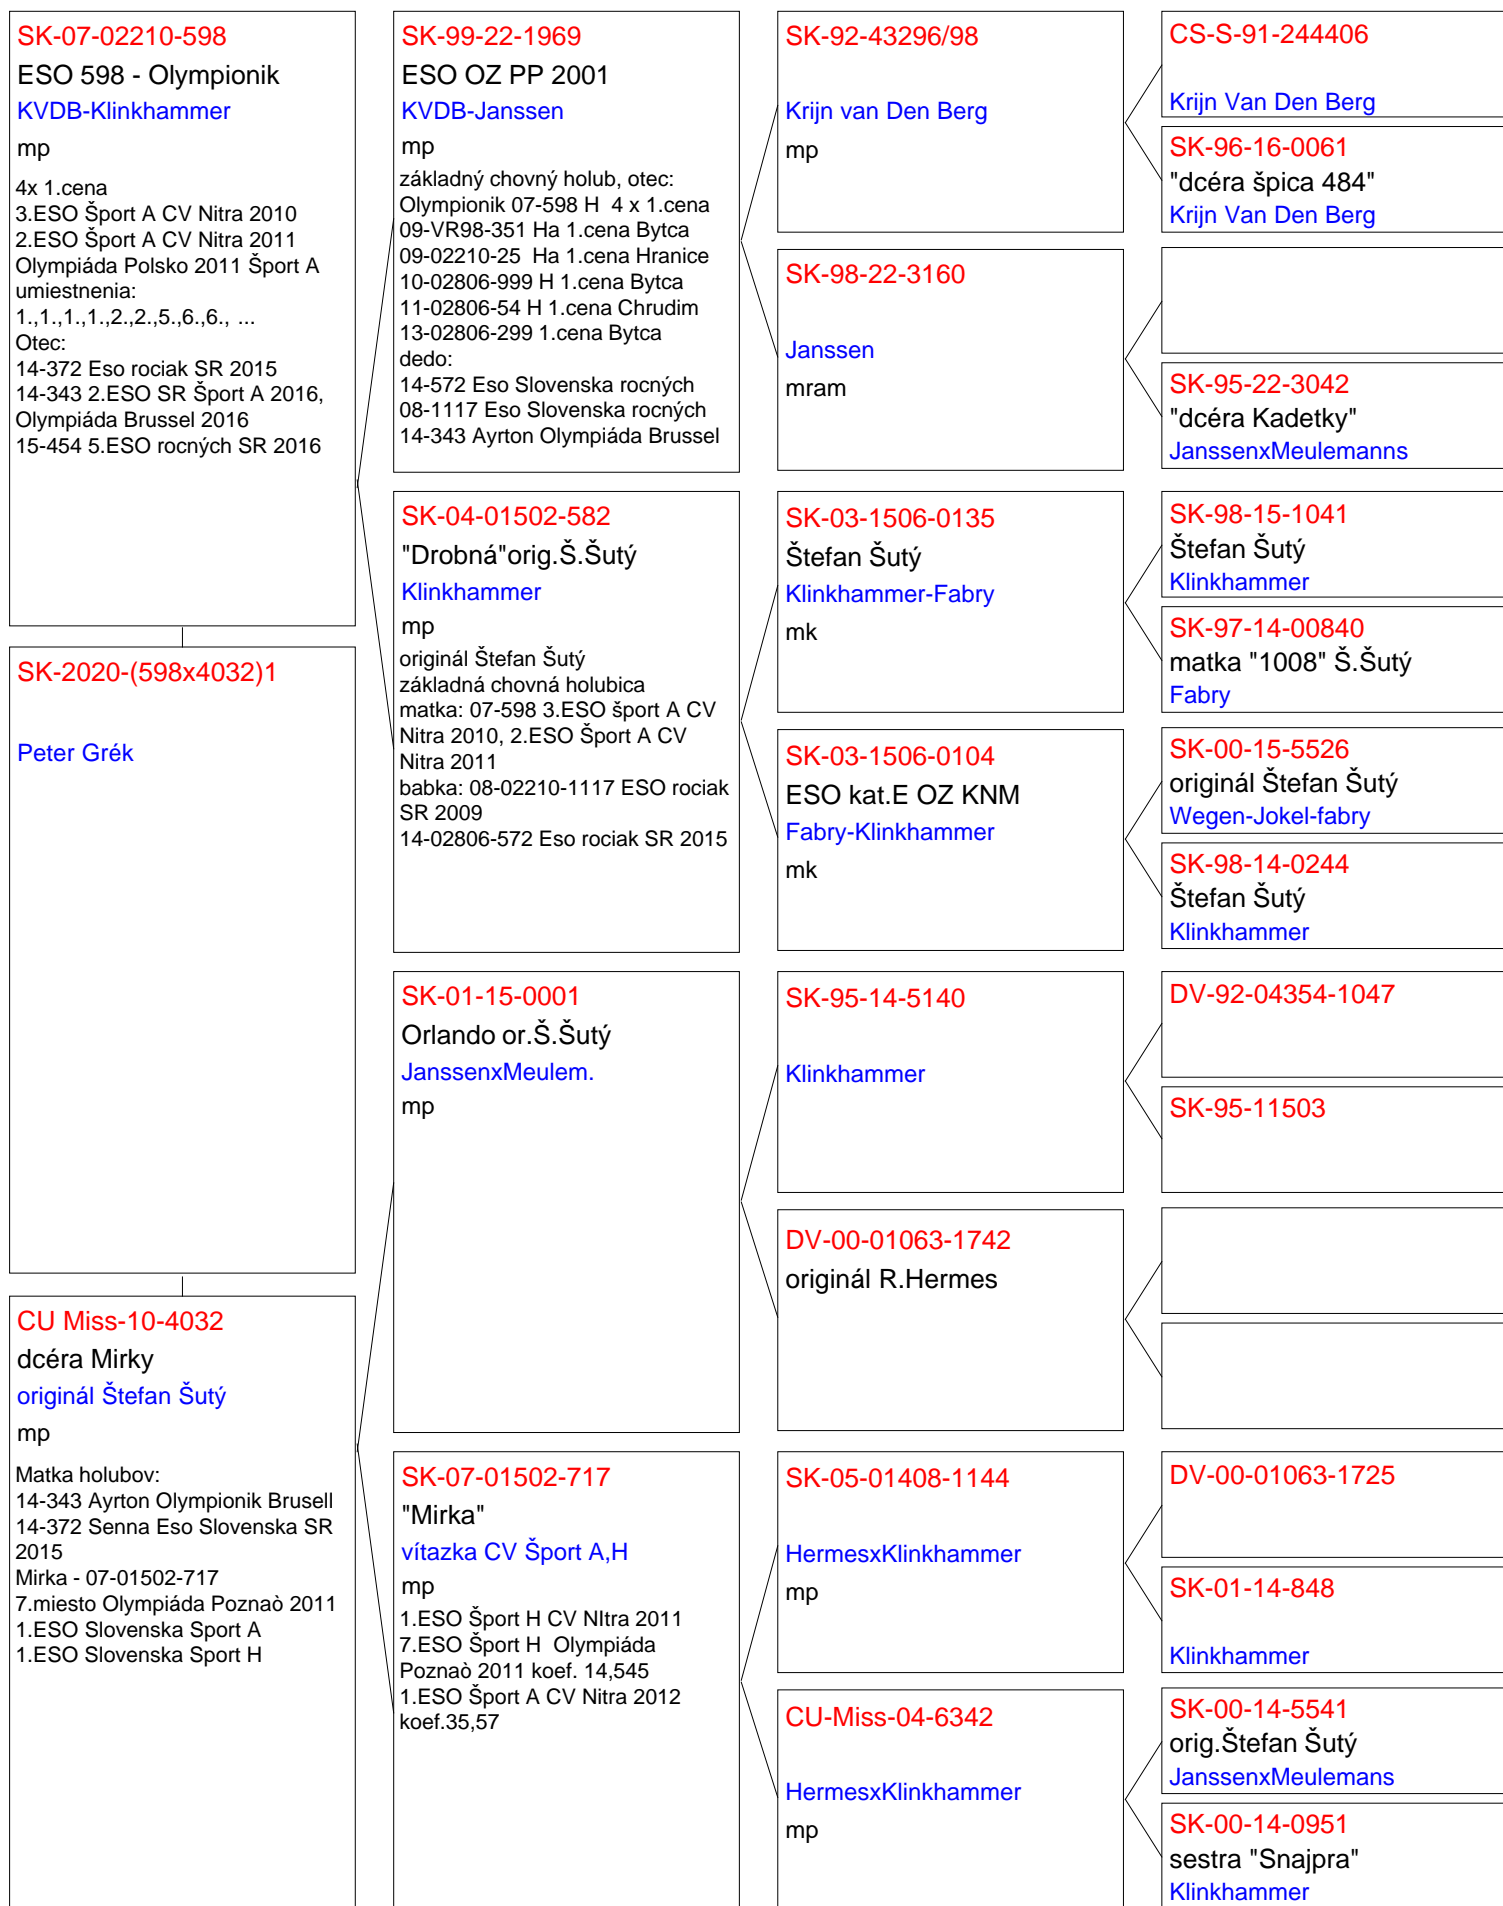 SK-07-02210-598
ESO 598 - Olympionik
KVDB-Klinkhammer
mp
4x 1.cena
3.ESO Šport A CV Nitra 2010
2.ESO Šport A CV Nitra 2011
Olympiáda Polsko 2011 Šport A
umiestnenia:
1.,1.,1.,1.,2.,2.,5.,6.,6., ...
Otec:
14-372 Eso rociak SR 2015
14-343 2.ESO SR Šport A 2016,
Olympiáda Brussel 2016
15-454 5.ESO rocných SR 2016
SK-2020-(598x4032)1
Peter Grék
CU Miss-10-4032
dcéra Mirky
originál Štefan Šutý
mp
Matka holubov:
14-343 Ayrton Olympionik Brusell
14-372 Senna Eso Slovenska SR
2015
Mirka - 07-01502-717
7.miesto Olympiáda Poznaò 2011
1.ESO Slovenska Sport A
1.ESO Slovenska Sport H
SK-99-22-1969
ESO OZ PP 2001
KVDB-Janssen
mp
základný chovný holub, otec:
Olympionik 07-598 H  4 x 1.cena
09-VR98-351 Ha 1.cena Bytca
09-02210-25  Ha 1.cena Hranice
10-02806-999 H 1.cena Bytca
11-02806-54 H 1.cena Chrudim
13-02806-299 1.cena Bytca
dedo:
14-572 Eso Slovenska rocných
08-1117 Eso Slovenska rocných
14-343 Ayrton Olympiáda Brussel
SK-04-01502-582
"Drobná"orig.Š.Šutý
Klinkhammer
mp
originál Štefan Šutý
základná chovná holubica
matka: 07-598 3.ESO šport A CV
Nitra 2010, 2.ESO Šport A CV
Nitra 2011
babka: 08-02210-1117 ESO rociak
SR 2009
14-02806-572 Eso rociak SR 2015
SK-01-15-0001
Orlando or.Š.Šutý
JanssenxMeulem.
mp
SK-07-01502-717
"Mirka"
vítazka CV Šport A,H
mp
1.ESO Šport H CV NItra 2011
7.ESO Šport H  Olympiáda
Poznaò 2011 koef. 14,545
1.ESO Šport A CV Nitra 2012
koef.35,57
SK-92-43296/98
Krijn van Den Berg
mp
SK-98-22-3160
Janssen
mram
SK-03-1506-0135
Štefan Šutý
Klinkhammer-Fabry
mk
SK-03-1506-0104
ESO kat.E OZ KNM
Fabry-Klinkhammer
mk
SK-95-14-5140
Klinkhammer
DV-00-01063-1742
originál R.Hermes
SK-05-01408-1144
HermesxKlinkhammer
mp
CU-Miss-04-6342
HermesxKlinkhammer
mp
CS-S-91-244406
Krijn Van Den Berg
SK-96-16-0061
"dcéra špica 484"
Krijn Van Den Berg
SK-95-22-3042
"dcéra Kadetky"
JanssenxMeulemanns
SK-98-15-1041
Štefan Šutý
Klinkhammer
SK-97-14-00840
matka "1008" Š.Šutý
Fabry
SK-00-15-5526
originál Štefan Šutý
Wegen-Jokel-fabry
SK-98-14-0244
Štefan Šutý
Klinkhammer
DV-92-04354-1047
SK-95-11503
DV-00-01063-1725
SK-01-14-848
Klinkhammer
SK-00-14-5541
orig.Štefan Šutý
JanssenxMeulemans
SK-00-14-0951
sestra "Snajpra"
Klinkhammer